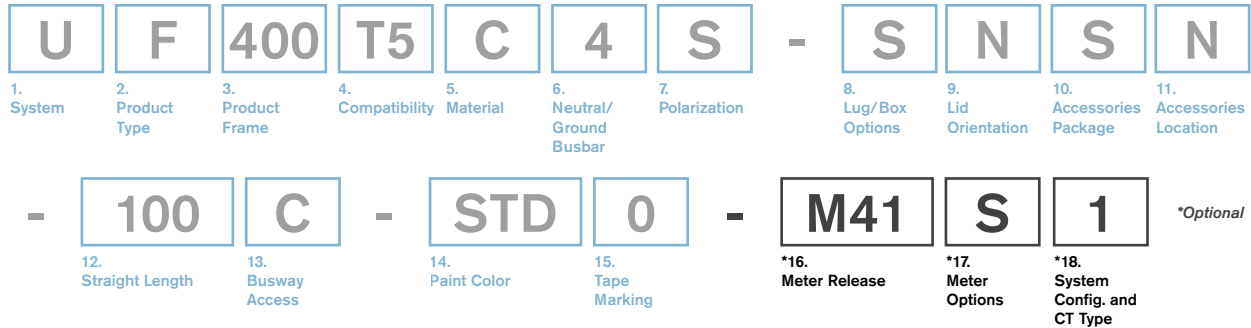 U F 400 T5 C 4 S - S N S N
1. 2. 3. 4. 5. 6. 7. 8. 9. 10. 11.
System Product Product Compatibility Material Neutral/ Polarization Lug/Box Lid Accessories Accessories
Type Frame Ground Options Orientation Package Location
Busbar
- 100 C - STD 0 - M41 S 1 *Optional
12. 13. 14. 15. *16. *17. *18.
Straight Length Busway Paint Color Tape Meter Release Meter System
Access Marking Options Config. and
CT Type